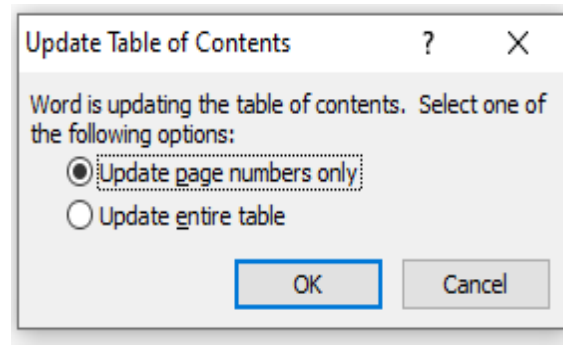 Update Table of Contents ? X
Word is updating the table of contents. Select one of
the following options:
Update page numbers only
Update entire table
OK Cancel